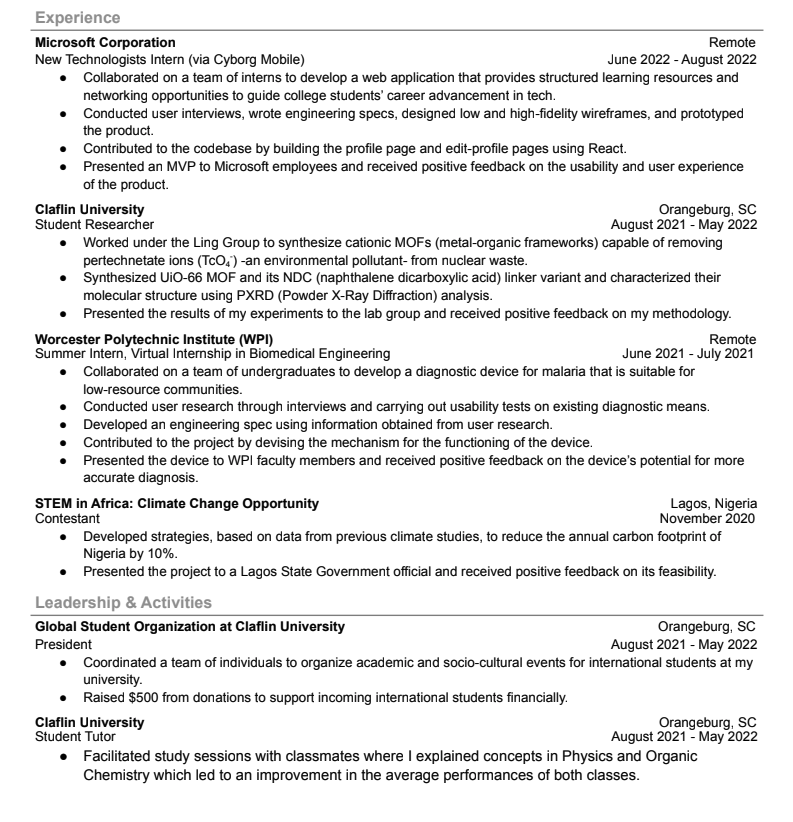 Experience
Microsoft Corporation Remote
New Technologists Intern (via Cyborg Mobile) June 2022 - August 2022
● Collaborated on a team of interns to develop a web application that provides structured learning resources and
networking opportunities to guide college students' career advancement in tech.
● Conducted user interviews, wrote engineering specs, designed low and high-fidelity wireframes, and prototyped
the product.
● Contributed to the codebase by building the profile page and edit-profile pages using React.
● Presented an MVP to Microsoft employees and received positive feedback on the usability and user experience
of the product.
Claflin University Orangeburg, SC
Student Researcher August 2021 - May 2022
● Worked under the Ling Group to synthesize cationic MOFs (metal-organic frameworks) capable of removing
pertechnetate ions (TcO₄⁻) -an environmental pollutant- from nuclear waste.
● Synthesized UiO-66 MOF and its NDC (naphthalene dicarboxylic acid) linker variant and characterized their
molecular structure using PXRD (Powder X-Ray Diffraction) analysis.
● Presented the results of my experiments to the lab group and received positive feedback on my methodology.
Worcester Polytechnic Institute (WPI) Remote
Summer Intern, Virtual Internship in Biomedical Engineering June 2021 - July 2021
● Collaborated on a team of undergraduates to develop a diagnostic device for malaria that is suitable for
low-resource communities.
● Conducted user research through interviews and carrying out usability tests on existing diagnostic means.
● Developed an engineering spec using information obtained from user research.
● Contributed to the project by devising the mechanism for the functioning of the device.
● Presented the device to WPI faculty members and received positive feedback on the device's potential for more
accurate diagnosis.
STEM in Africa: Climate Change Opportunity Lagos, Nigeria
Contestant November 2020
● Developed strategies, based on data from previous climate studies, to reduce the annual carbon footprint of
Nigeria by 10%.
● Presented the project to a Lagos State Government official and received positive feedback on its feasibility.
Leadership & Activities
Global Student Organization at Claflin University Orangeburg, SC
President August 2021 - May 2022
● Coordinated a team of individuals to organize academic and socio-cultural events for international students at my
university.
● Raised $500 from donations to support incoming international students financially.
Claflin University Orangeburg, SC
Student Tutor August 2021 - May 2022
● Facilitated study sessions with classmates where I explained concepts in Physics and Organic
Chemistry which led to an improvement in the average performances of both classes.